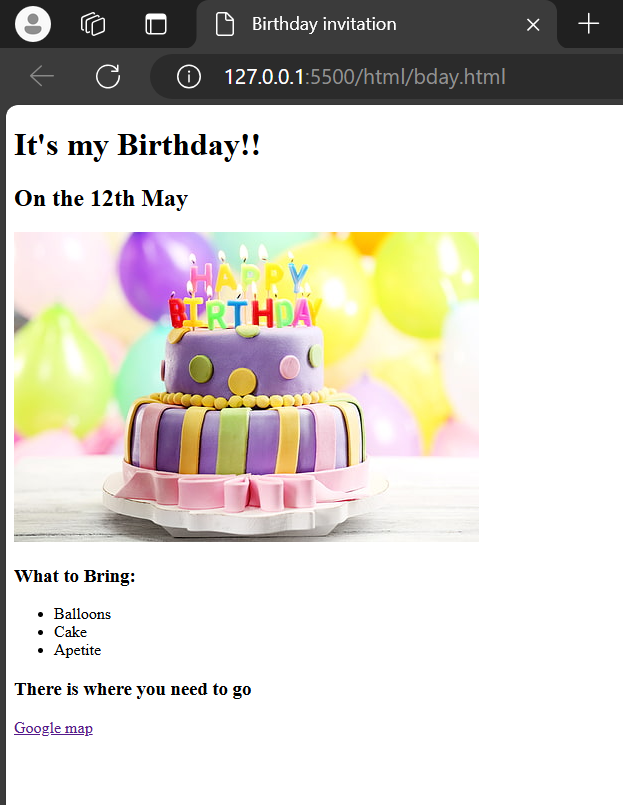 Birthday invitation
127.0.0.1:5500/html/bday.html
It's my Birthday!!
On the 12th May
HAPPY
BIRTHDAY
What to Bring:
Balloons
Cake
Apetite
There is where you need to go
Google map